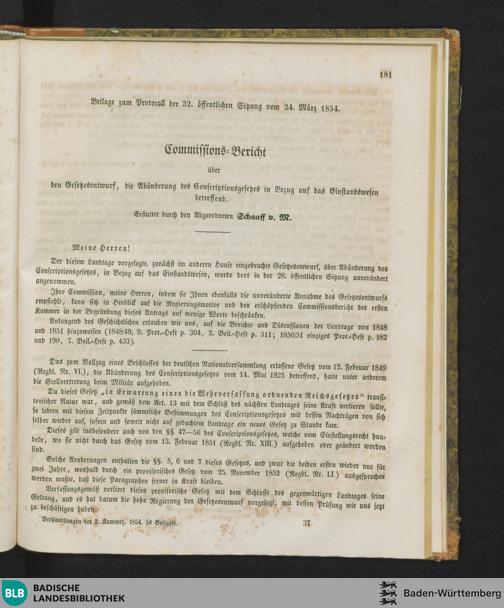 181
Beilage zum Protocoll der 32. öffentlichen Sitzung vom 24. März 1854.
Commissions-Bericht
über
den Gesetzesentwurf, die Abänderung des Conscriptionsgesetzes in Bezug auf das Einstandswesen
betreffend.
Erstattet durch den Abgeordneten Schaaff v. M.
Meine Herren!
Der diesem Landtage vorgelegte, zunächst im anderen Hause eingebrachte Gesetzesentwurf, über Abänderung des
Conscriptionsgesetzes, in Bezug auf das Einstandswesen, wurde dort in der 28. öffentlichen Sitzung unverändert
angenommen.
Ihre Commission, meine Herren, indem sie Ihnen ebenfalls die unveränderte Annahme des Gesetzesentwurfs
empfiehlt, kann sich in Hinblick auf die Regierungsmotive und den erschöpfenden Commissionsbericht der ersten
Kammer in der Begründung dieses Antrags auf wenige Worte beschränken.
Anlangend des Geschichtlichen erlauben wir uns, auf die Berichte und Discussionen der Landtage von 1848
und 1851 hinzuweisen (1848/49, 9. Prot.-Heft p. 304, 2. Beil.-Heft p. 311; 1850/51 einziges Prot.-Heft p. 182
und 190, 7. Beil.-Heft p. 433).
Das zum Vollzug eines Beschlusses der deutschen Nationalversammlung erlassene Gesetz vom 12. Februar 1849
(Regbl. Nr. VI.), die Abänderung des Conscriptionsgesetzes vom 14. Mai 1825 betreffend, hatte unter anderem
die Stellvertretung beim Militär aufgehoben.
Da dieses Gesetz „in Erwartung eines die Wehrverfassung ordnenden Reichsgesetzes" transi-
torischer Natur war, und gemäß dem Art. 13 mit dem Schluß des nächsten Landtages seine Kraft verlieren sollte,
so lebten mit diesem Zeitpunkte sämmtliche Bestimmungen des Conscriptionsgesetzes mit dessen Nachträgen von sich
selber wieder auf, sofern und soweit nicht auf gedachtem Landtage ein neues Gesetz zu Stande kam.
Dieses gilt insbesondere auch von den §§. 47—56 des Conscriptionsgesetzes, welche vom Einstellungsrecht han-
deln, wo sie nicht durch das Gesetz vom 13. Februar 1851 (Regbl. Nr. XIII.) aufgehoben oder geändert worden
sind.
Solche Aenderungen enthalten die §§. 5, 6 und 7 dieses Gesetzes, und zwar die beiden ersten wieder nur für
zwei Jahre, weshalb durch ein provisorisches Gesetz vom 25. November 1852 (Regbl. Nr. LI.) ausgesprochen
werden mußte, daß diese Paragraphen ferner in Kraft bleiben.
Verfassungsgemäß verliert dieses provisorische Gesetz mit dem Schlusse des gegenwärtigen Landtages seine
Geltung, und es hat darum die hohe Regierung den Gesetzesentwurf vorgelegt, mit dessen Prüfung wir uns jetzt
zu beschäftigen haben.
Verhandlungen der 2. Kammer. 1854. 5s Beilghft. 37
BLB BADISCHE
LANDESBIBLIOTHEK
Baden-Württemberg